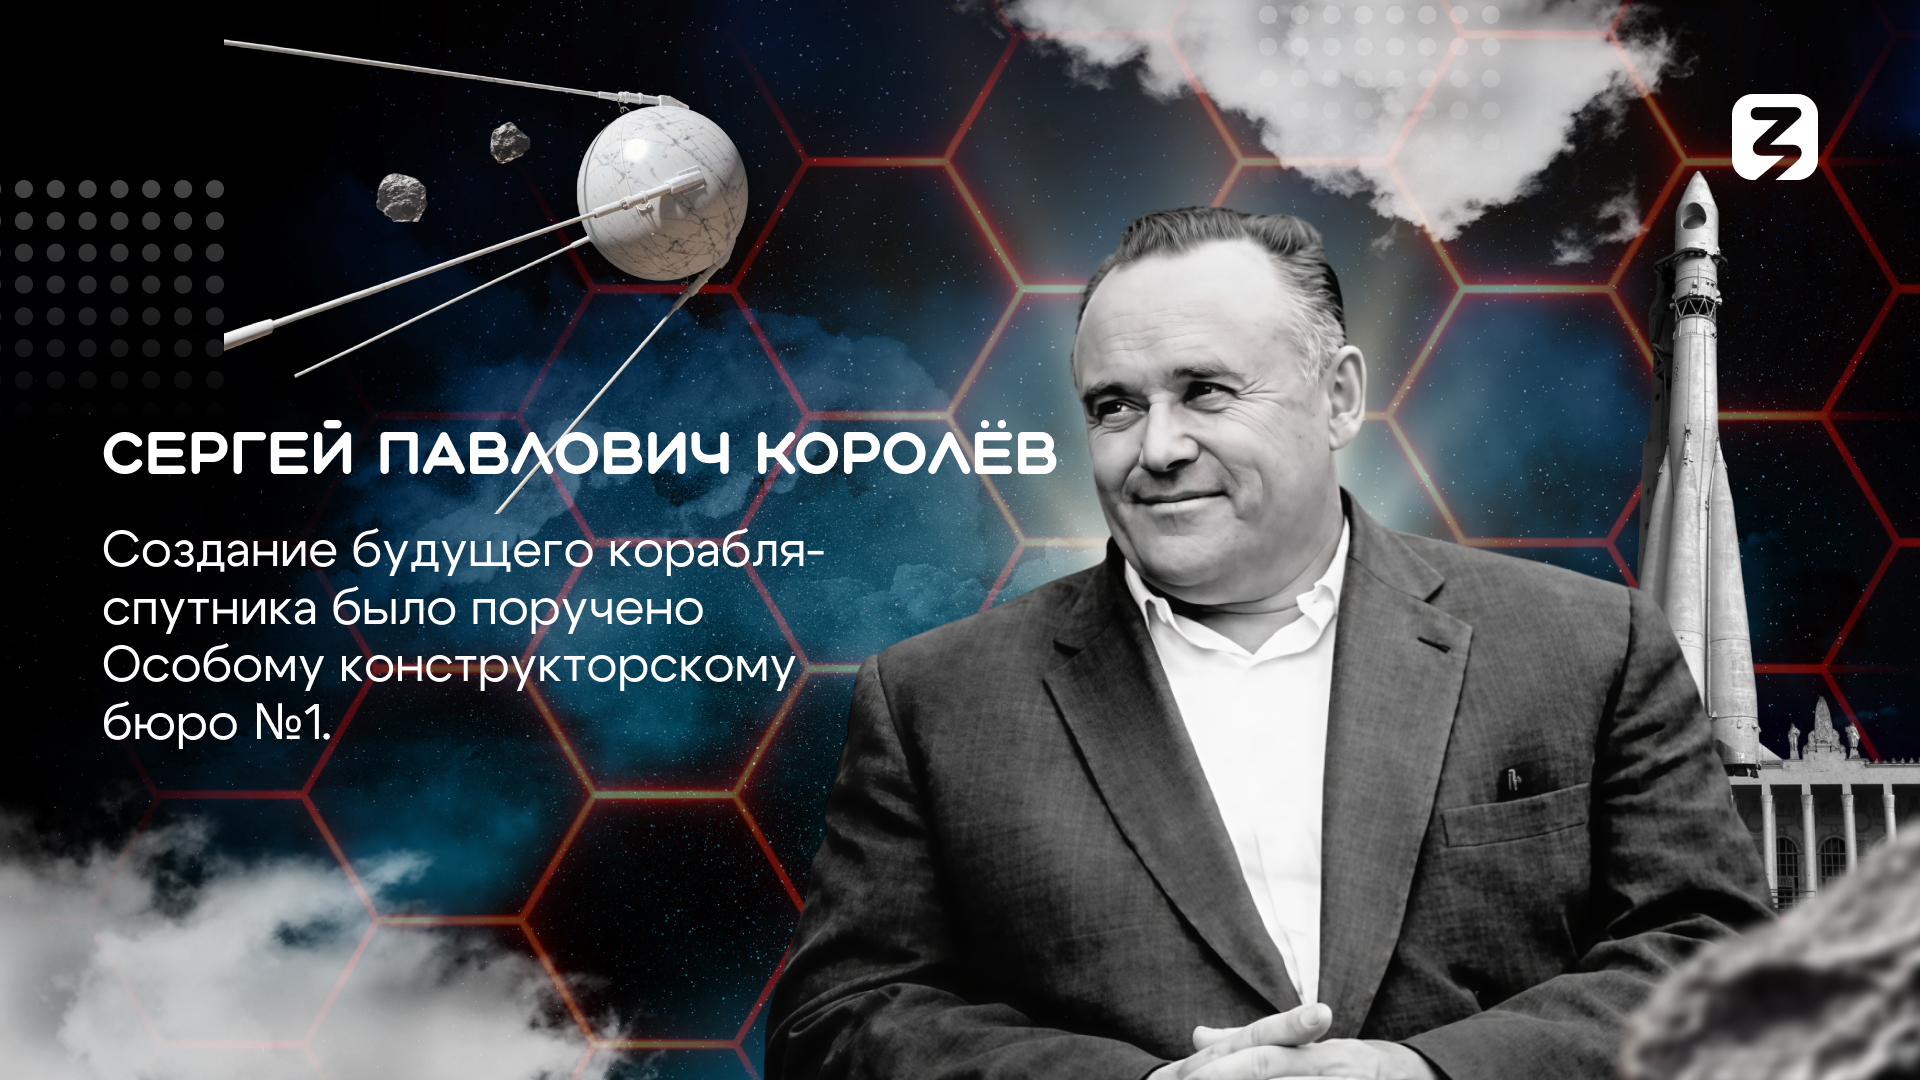 СЕРГЕЙ ПАВЛОВИЧ КОРОЛЁВ
Создание будущего корабля-
спутника было поручено
Особому конструкторскому
бюро №1.